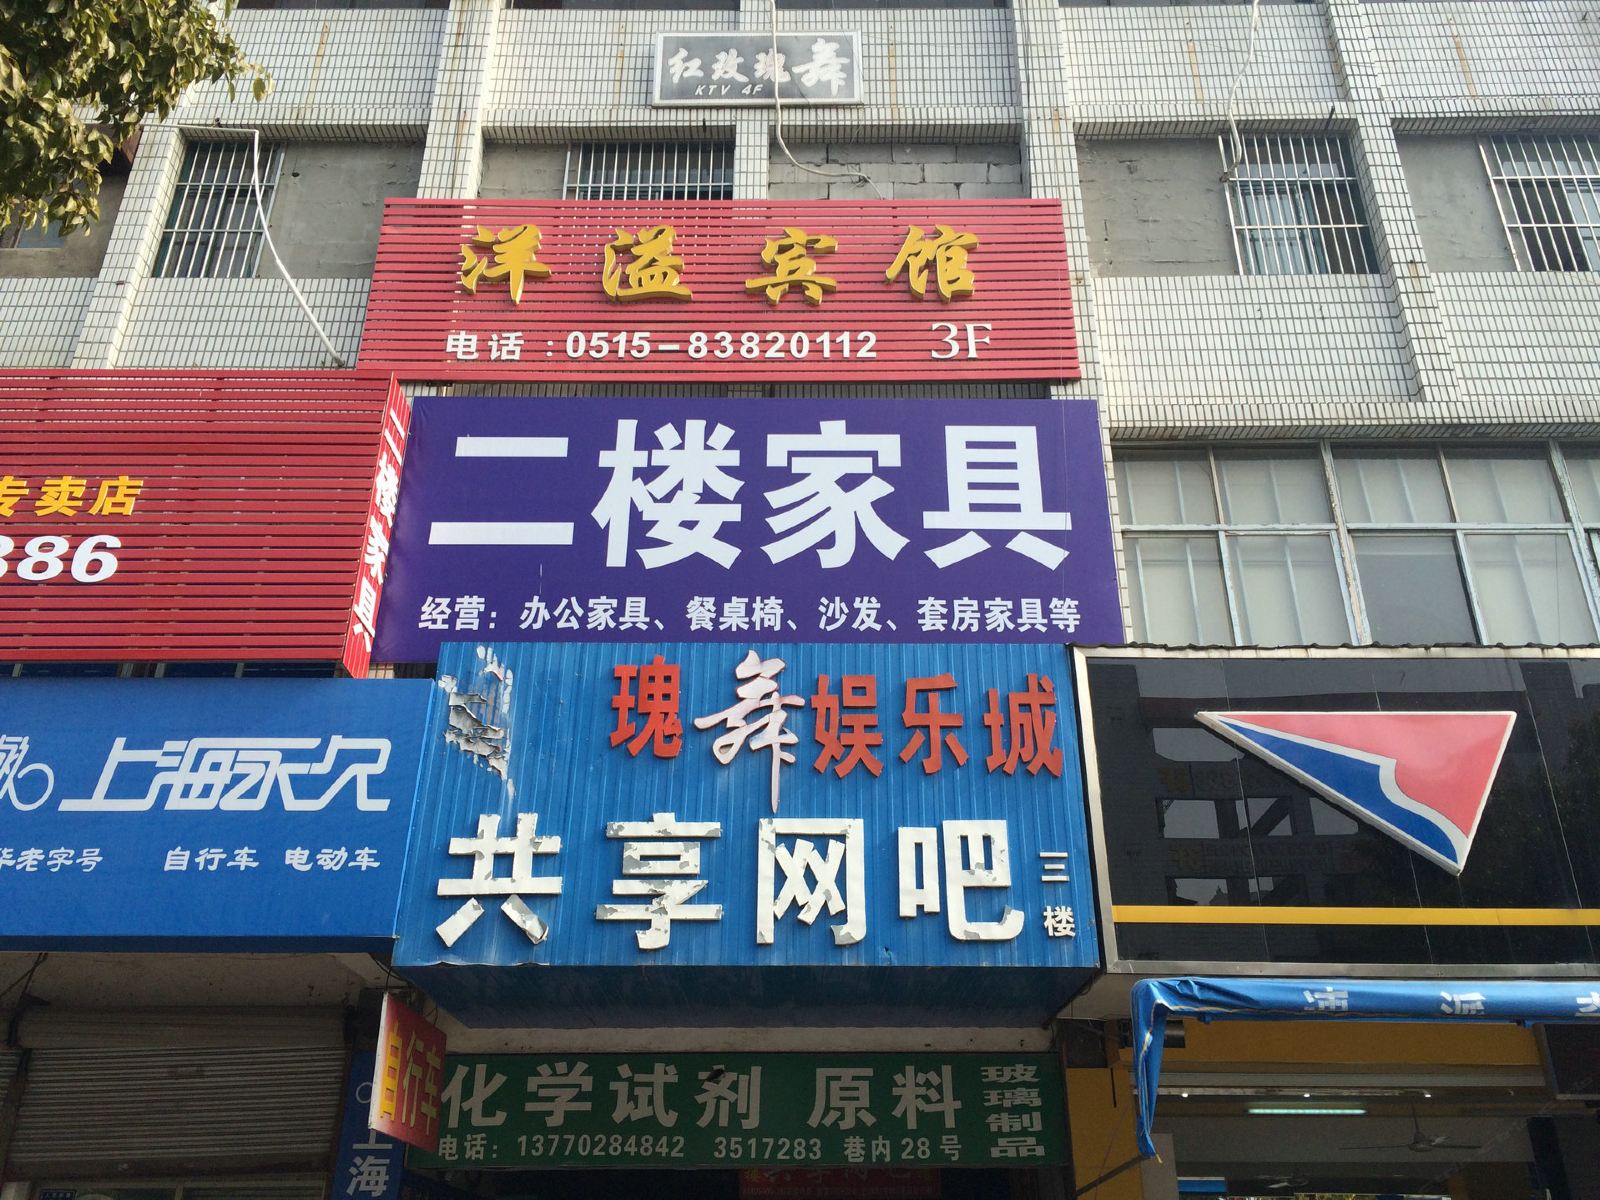 红玫瑰舞
KTV 4F
洋溢宾馆
电话：0515-83820112 3F
专卖店
386
二楼家具
二楼家具
经营：办公家具、餐桌椅、沙发、套房家具等
瑰舞娱乐城
共享网吧 三楼
上海永久
华老字号 自行车 电动车
自行车
上海
化学试剂 原料 玻璃制品
电话：13770284842 3517283 巷内28号